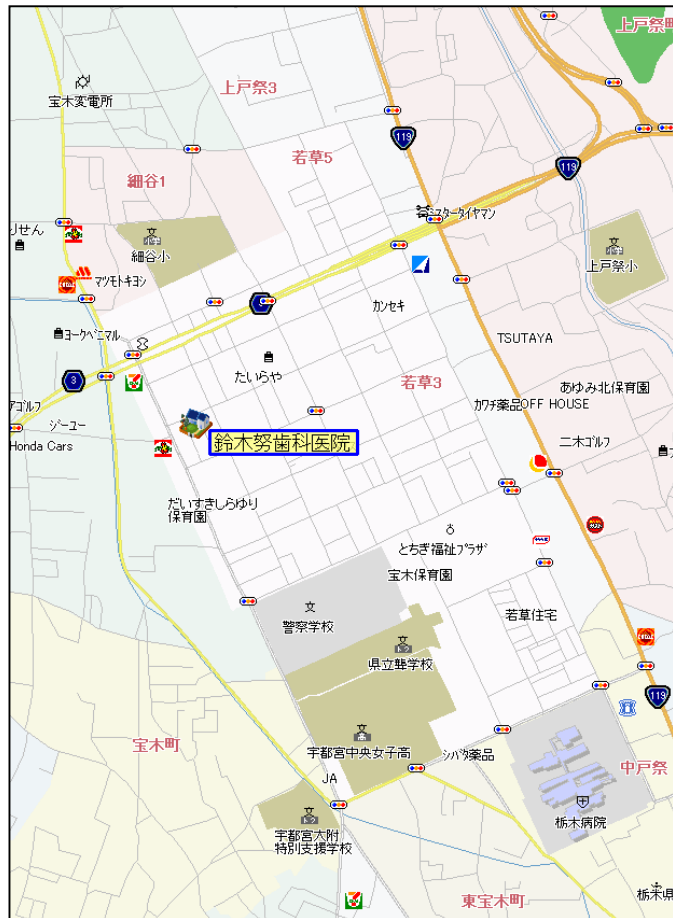 上戸祭町
上戸祭3
宝木変電所
119
若草5
119
細谷1
シスータータイヤマン
りせん
細谷小
上戸祭小
マツモトキヨシ
カンセキ
ヨークベニマル
TSUTAYA
3
たいらや
若草3
あゆみ北保育園
アゴルフ
ジーユー
カワチ薬品OFF HOUSE
Honda Cars
鈴木努歯科医院
二木ゴルフ
だいすきしらゆり
保育園
とちぎ福祉プラザ
宝木保育園
警察学校
若草住宅
県立聾学校
119
宝木町
宇都宮中央女子高
シバタ薬品
中戸祭
JA
栃木病院
宇都宮大附
特別支援学校
東宝木町
栃木県